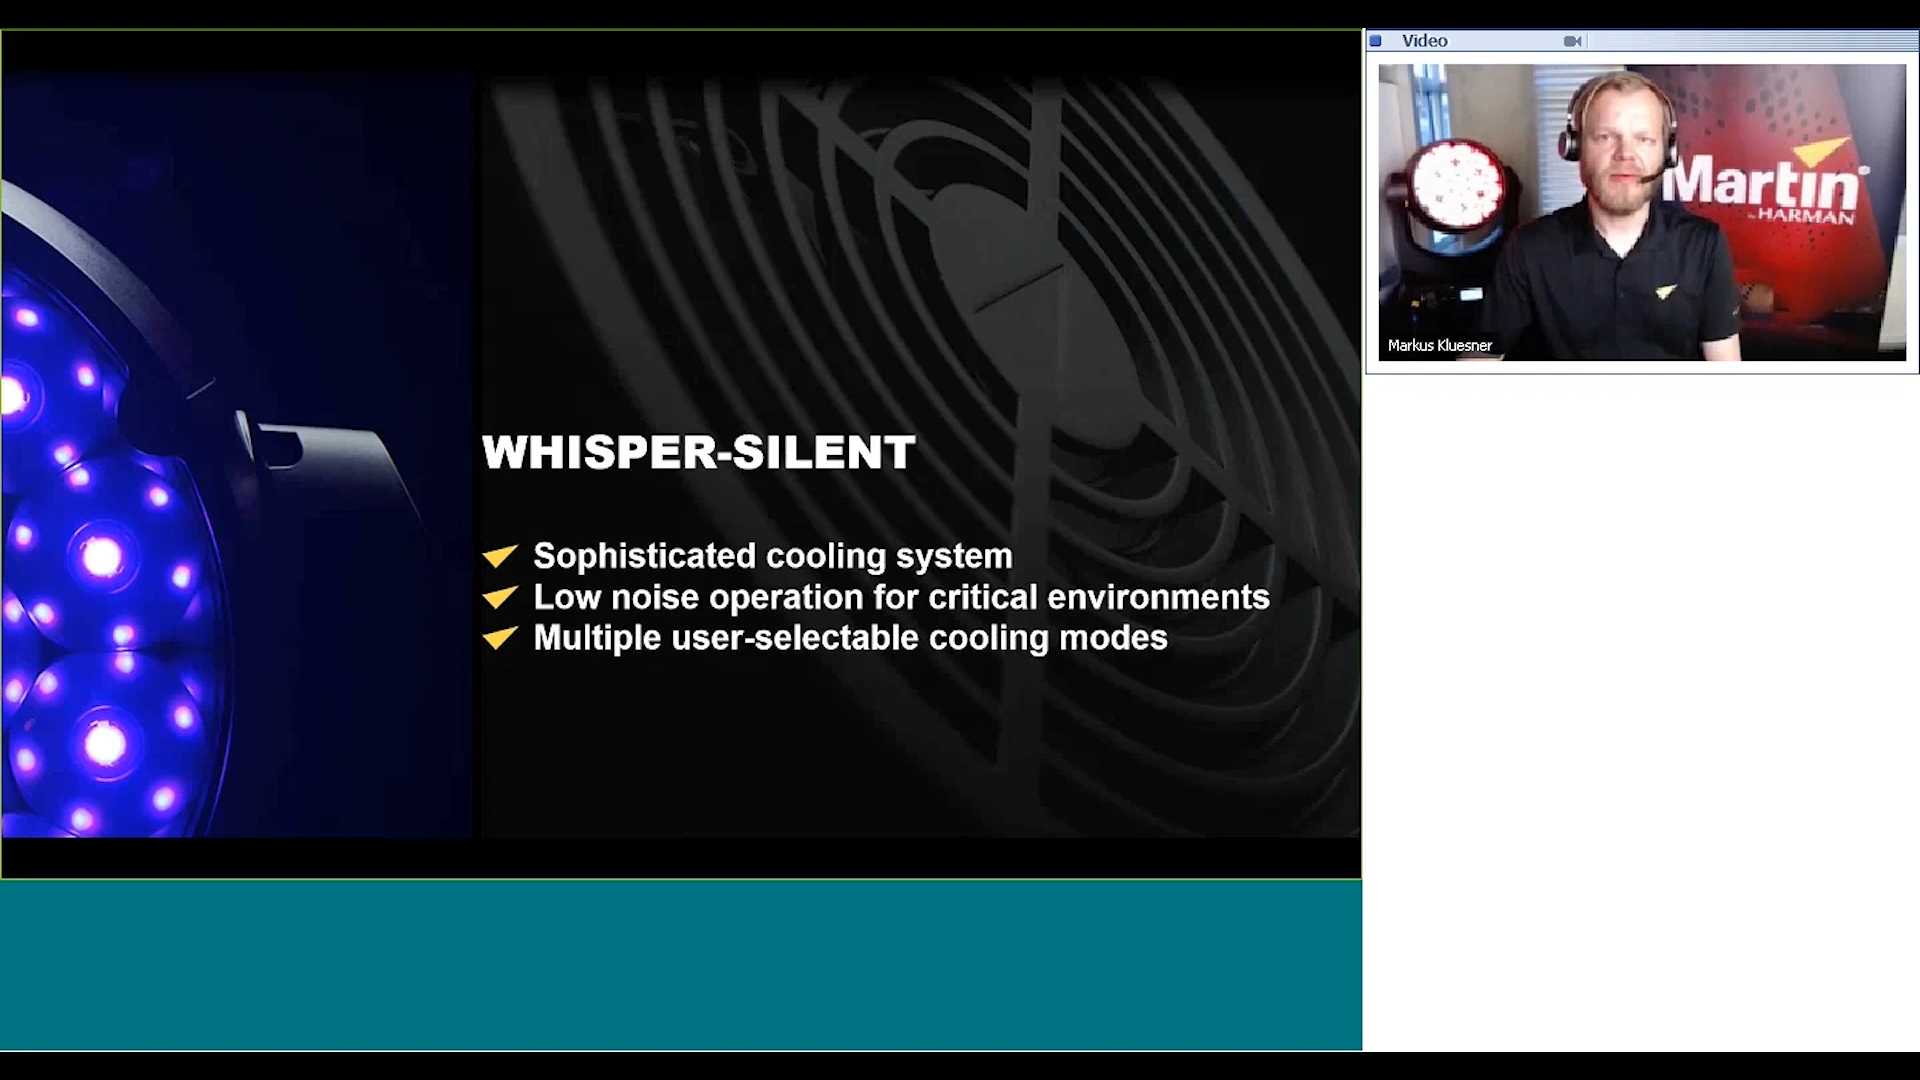 WHISPER-SILENT
Sophisticated cooling system
Low noise operation for critical environments
Multiple user-selectable cooling modes
Video
Martin®
by HARMAN
Markus Kluesner